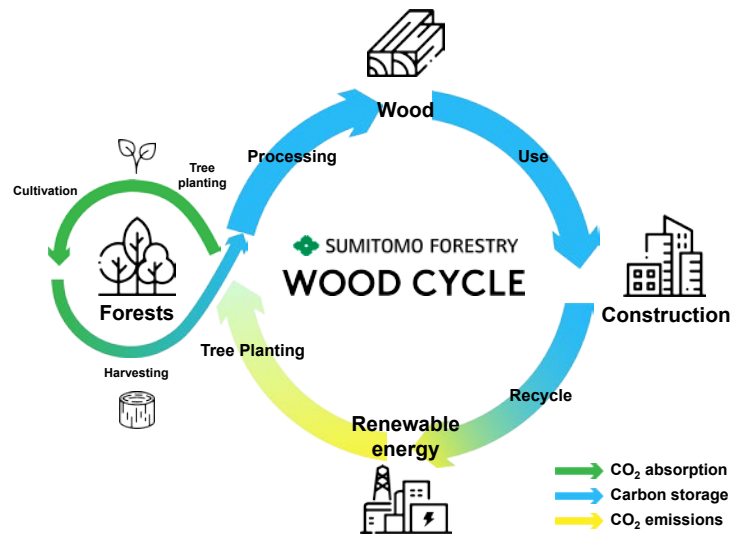 Wood
Processing
Use
Tree
planting
Cultivation
SUMITOMO FORESTRY
WOOD CYCLE
Forests
Construction
Tree Planting
Harvesting
Recycle
Renewable
energy
CO₂ absorption
Carbon storage
CO₂ emissions